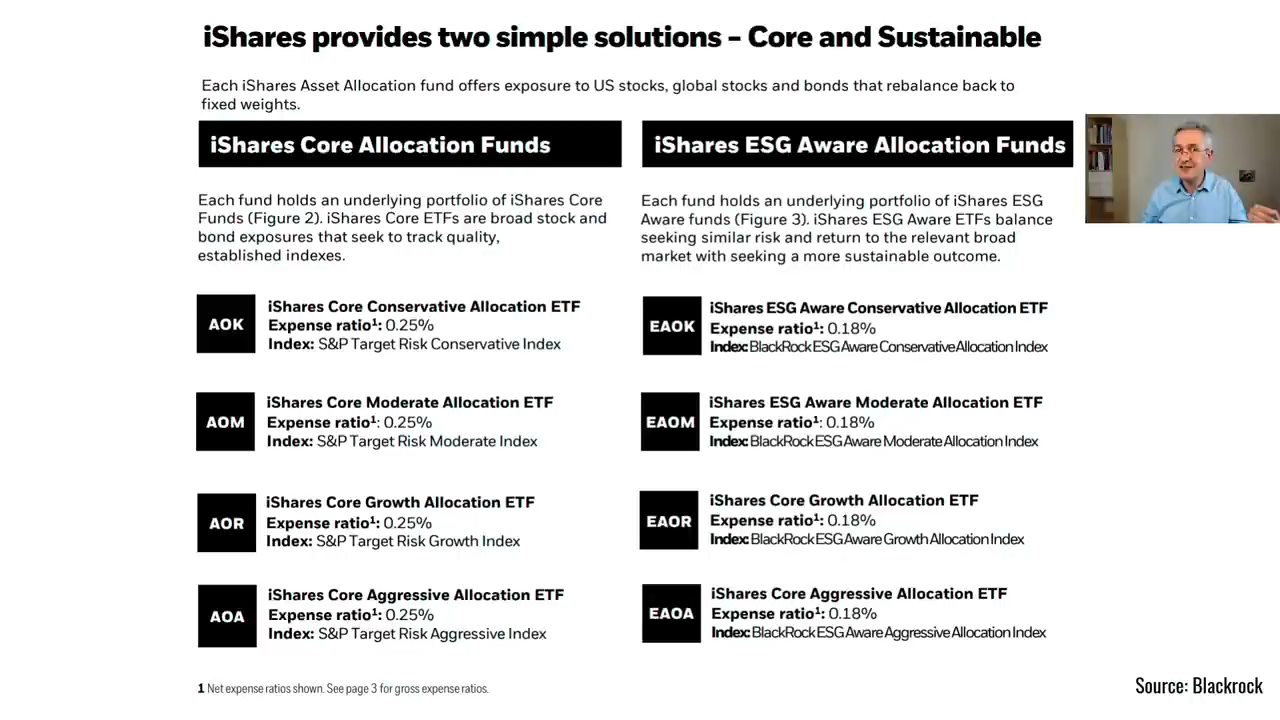 iShares provides two simple solutions – Core and Sustainable
Each iShares Asset Allocation fund offers exposure to US stocks, global stocks and bonds that rebalance back to
fixed weights.
iShares Core Allocation Funds
Each fund holds an underlying portfolio of iShares Core
Funds (Figure 2). iShares Core ETFs are broad stock and
bond exposures that seek to track quality,
established indexes.
AOK
iShares Core Conservative Allocation ETF
Expense ratio¹: 0.25%
Index: S&P Target Risk Conservative Index
AOM
iShares Core Moderate Allocation ETF
Expense ratio¹: 0.25%
Index: S&P Target Risk Moderate Index
AOR
iShares Core Growth Allocation ETF
Expense ratio¹: 0.25%
Index: S&P Target Risk Growth Index
AOA
iShares Core Aggressive Allocation ETF
Expense ratio¹: 0.25%
Index: S&P Target Risk Aggressive Index
iShares ESG Aware Allocation Funds
Each fund holds an underlying portfolio of iShares ESG
Aware funds (Figure 3). iShares ESG Aware ETFs balance
seeking similar risk and return to the relevant broad
market with seeking a more sustainable outcome.
EAOK
iShares ESG Aware Conservative Allocation ETF
Expense ratio¹: 0.18%
Index: BlackRock ESG Aware Conservative Allocation Index
EAOM
iShares ESG Aware Moderate Allocation ETF
Expense ratio¹: 0.18%
Index: BlackRock ESG Aware Moderate Allocation Index
EAOR
iShares Core Growth Allocation ETF
Expense ratio¹: 0.18%
Index: BlackRock ESG Aware Growth Allocation Index
EAOA
iShares Core Aggressive Allocation ETF
Expense ratio¹: 0.18%
Index: BlackRock ESG Aware Aggressive Allocation Index
1 Net expense ratios shown. See page 3 for gross expense ratios.
Source: Blackrock